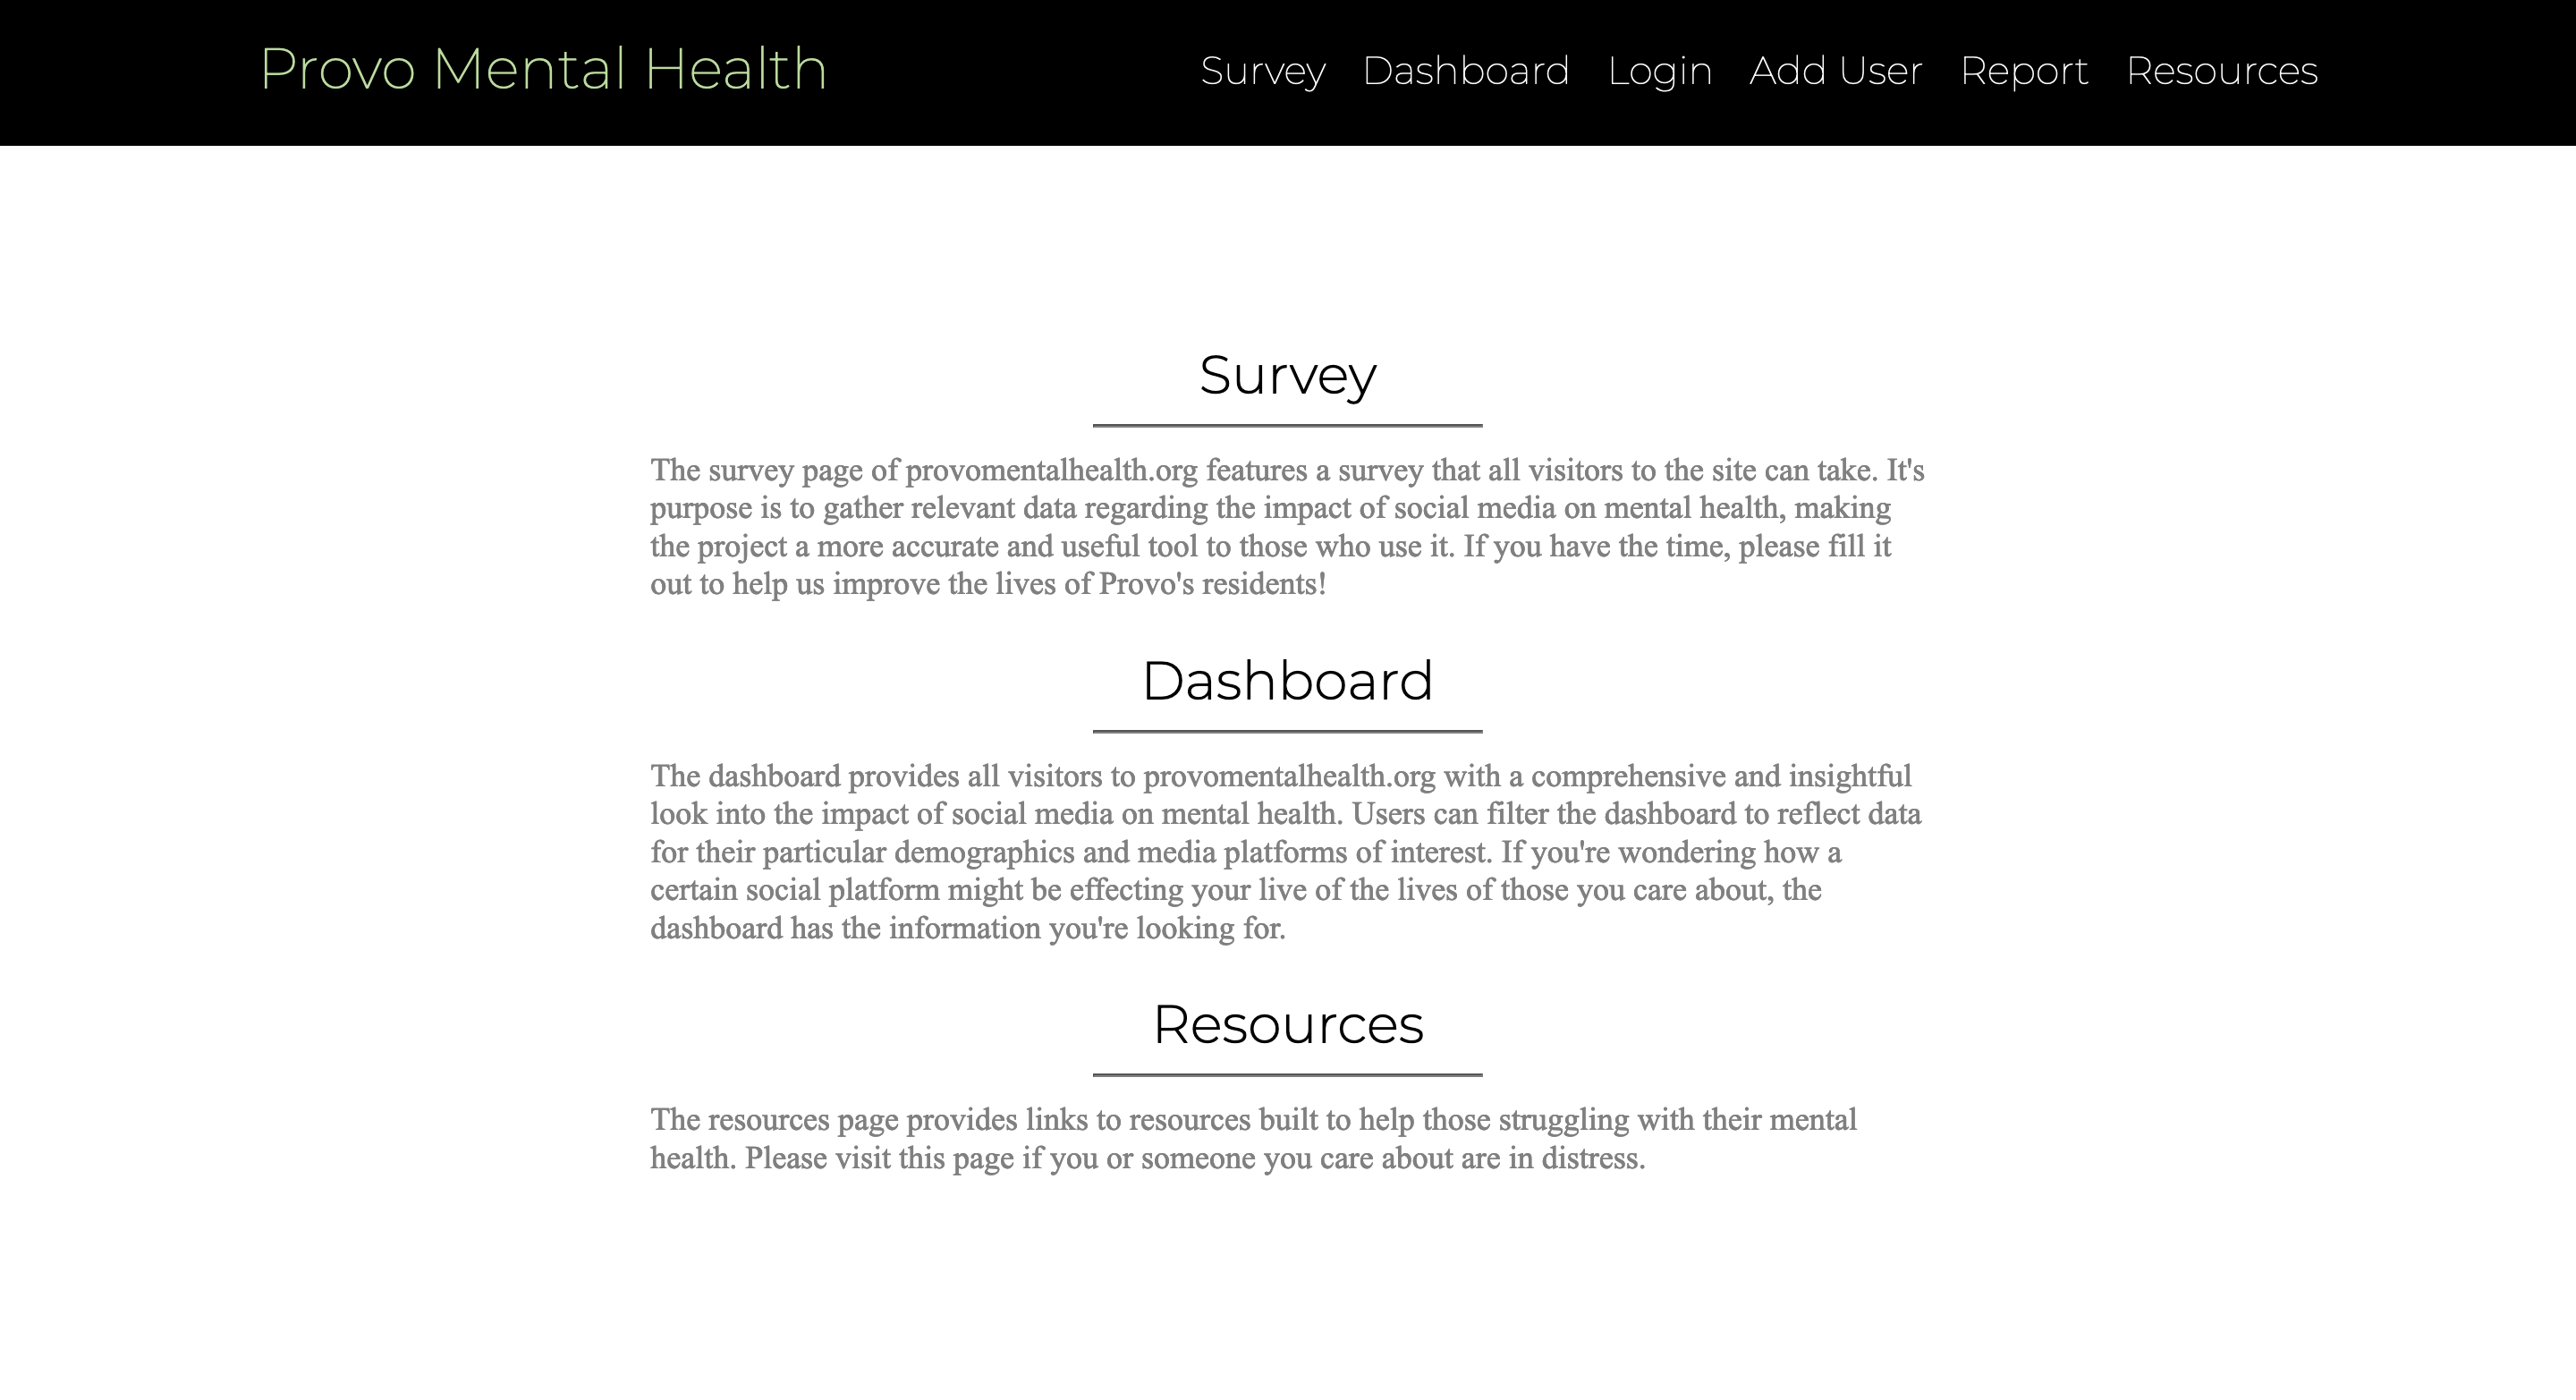 Provo Mental Health
Survey Dashboard Login Add User Report Resources
Survey
The survey page of provomentalhealth.org features a survey that all visitors to the site can take. It's
purpose is to gather relevant data regarding the impact of social media on mental health, making
the project a more accurate and useful tool to those who use it. If you have the time, please fill it
out to help us improve the lives of Provo's residents!
Dashboard
The dashboard provides all visitors to provomentalhealth.org with a comprehensive and insightful
look into the impact of social media on mental health. Users can filter the dashboard to reflect data
for their particular demographics and media platforms of interest. If you're wondering how a
certain social platform might be effecting your live of the lives of those you care about, the
dashboard has the information you're looking for.
Resources
The resources page provides links to resources built to help those struggling with their mental
health. Please visit this page if you or someone you care about are in distress.